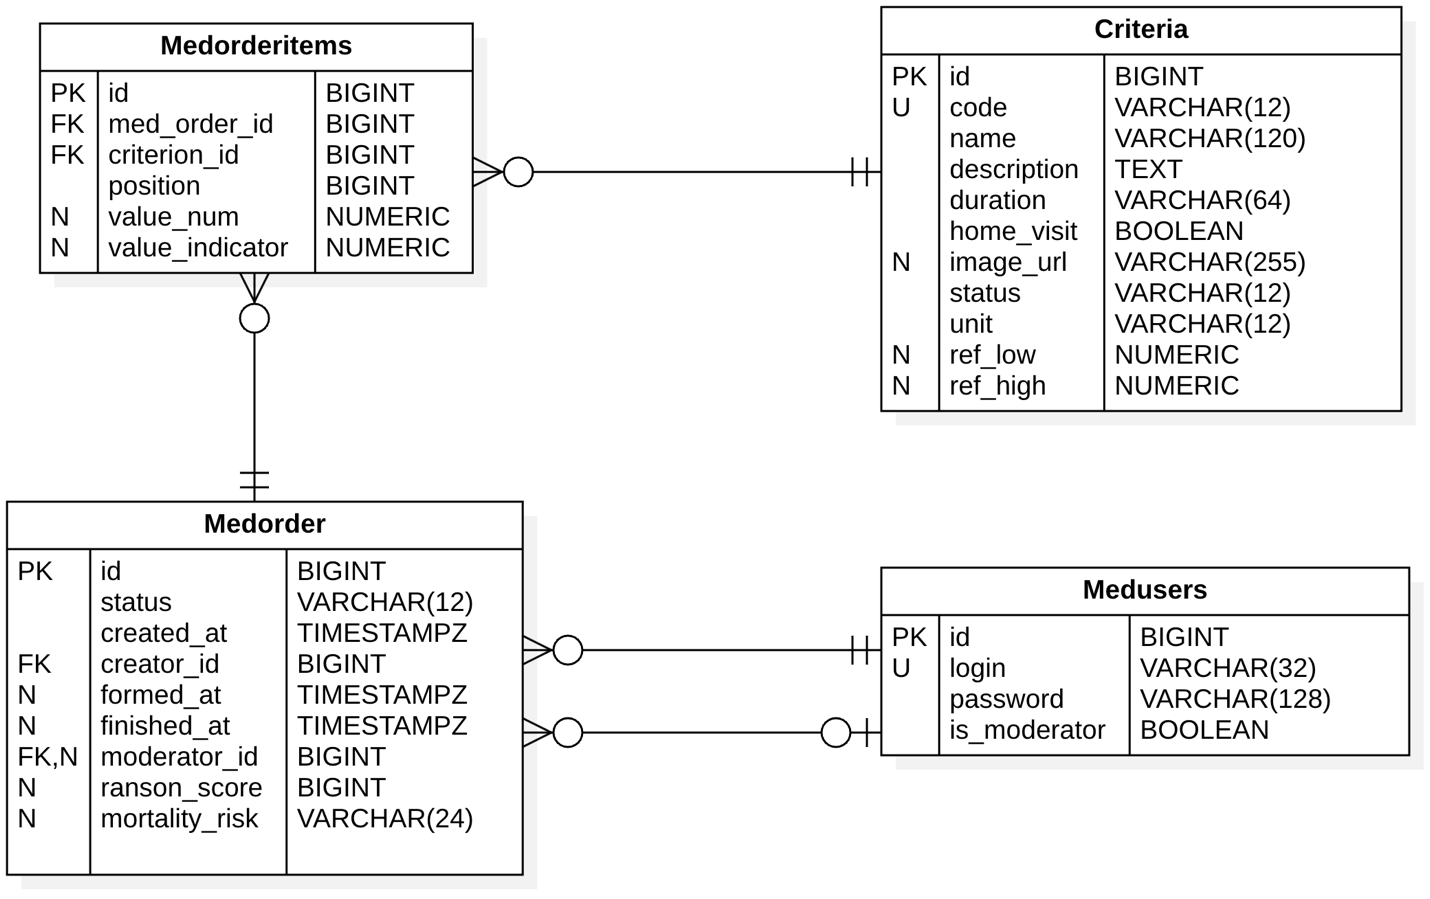 Medorderitems
PK id BIGINT
FK med_order_id BIGINT
FK criterion_id BIGINT
position BIGINT
N value_num NUMERIC
N value_indicator NUMERIC
Criteria
PK id BIGINT
U code VARCHAR(12)
name VARCHAR(120)
description TEXT
duration VARCHAR(64)
home_visit BOOLEAN
N image_url VARCHAR(255)
status VARCHAR(12)
unit VARCHAR(12)
N ref_low NUMERIC
N ref_high NUMERIC
Medorder
PK id BIGINT
status VARCHAR(12)
created_at TIMESTAMPZ
FK creator_id BIGINT
N formed_at TIMESTAMPZ
N finished_at TIMESTAMPZ
FK,N moderator_id BIGINT
N ranson_score BIGINT
N mortality_risk VARCHAR(24)
Medusers
PK id BIGINT
U login VARCHAR(32)
password VARCHAR(128)
is_moderator BOOLEAN